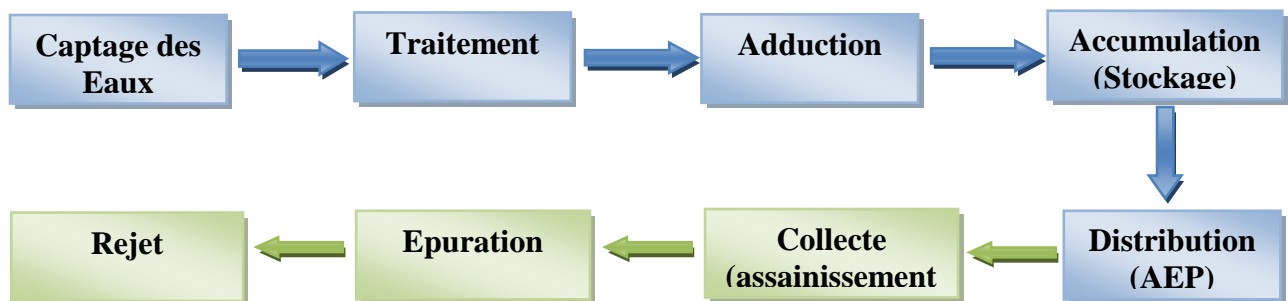 Captage des
Eaux
Traitement
Adduction
Accumulation
(Stockage)
Distribution
(AEP)
Collecte
(assainissement
Epuration
Rejet